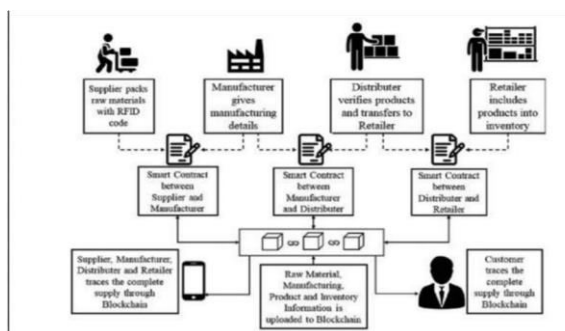 Supplier packs
raw materials
with RFID
code
Manufacturer
gives
manufacturing
details
Distributer
verifies products
and transfers to
Retailer
Retailer
includes
products into
inventory
Smart Contract
between
Supplier and
Manufacturer
Smart Contract
between
Manufacturer
and Distributer
Smart Contract
between
Distributer and
Retailer
Supplier, Manufacturer,
Distributer and Retailer
traces the complete
supply through
Blockchain
Raw Material,
Manufacturing,
Product and Inventory
Information is
uploaded to Blockchain
Customer
traces the
complete
supply through
Blockchain